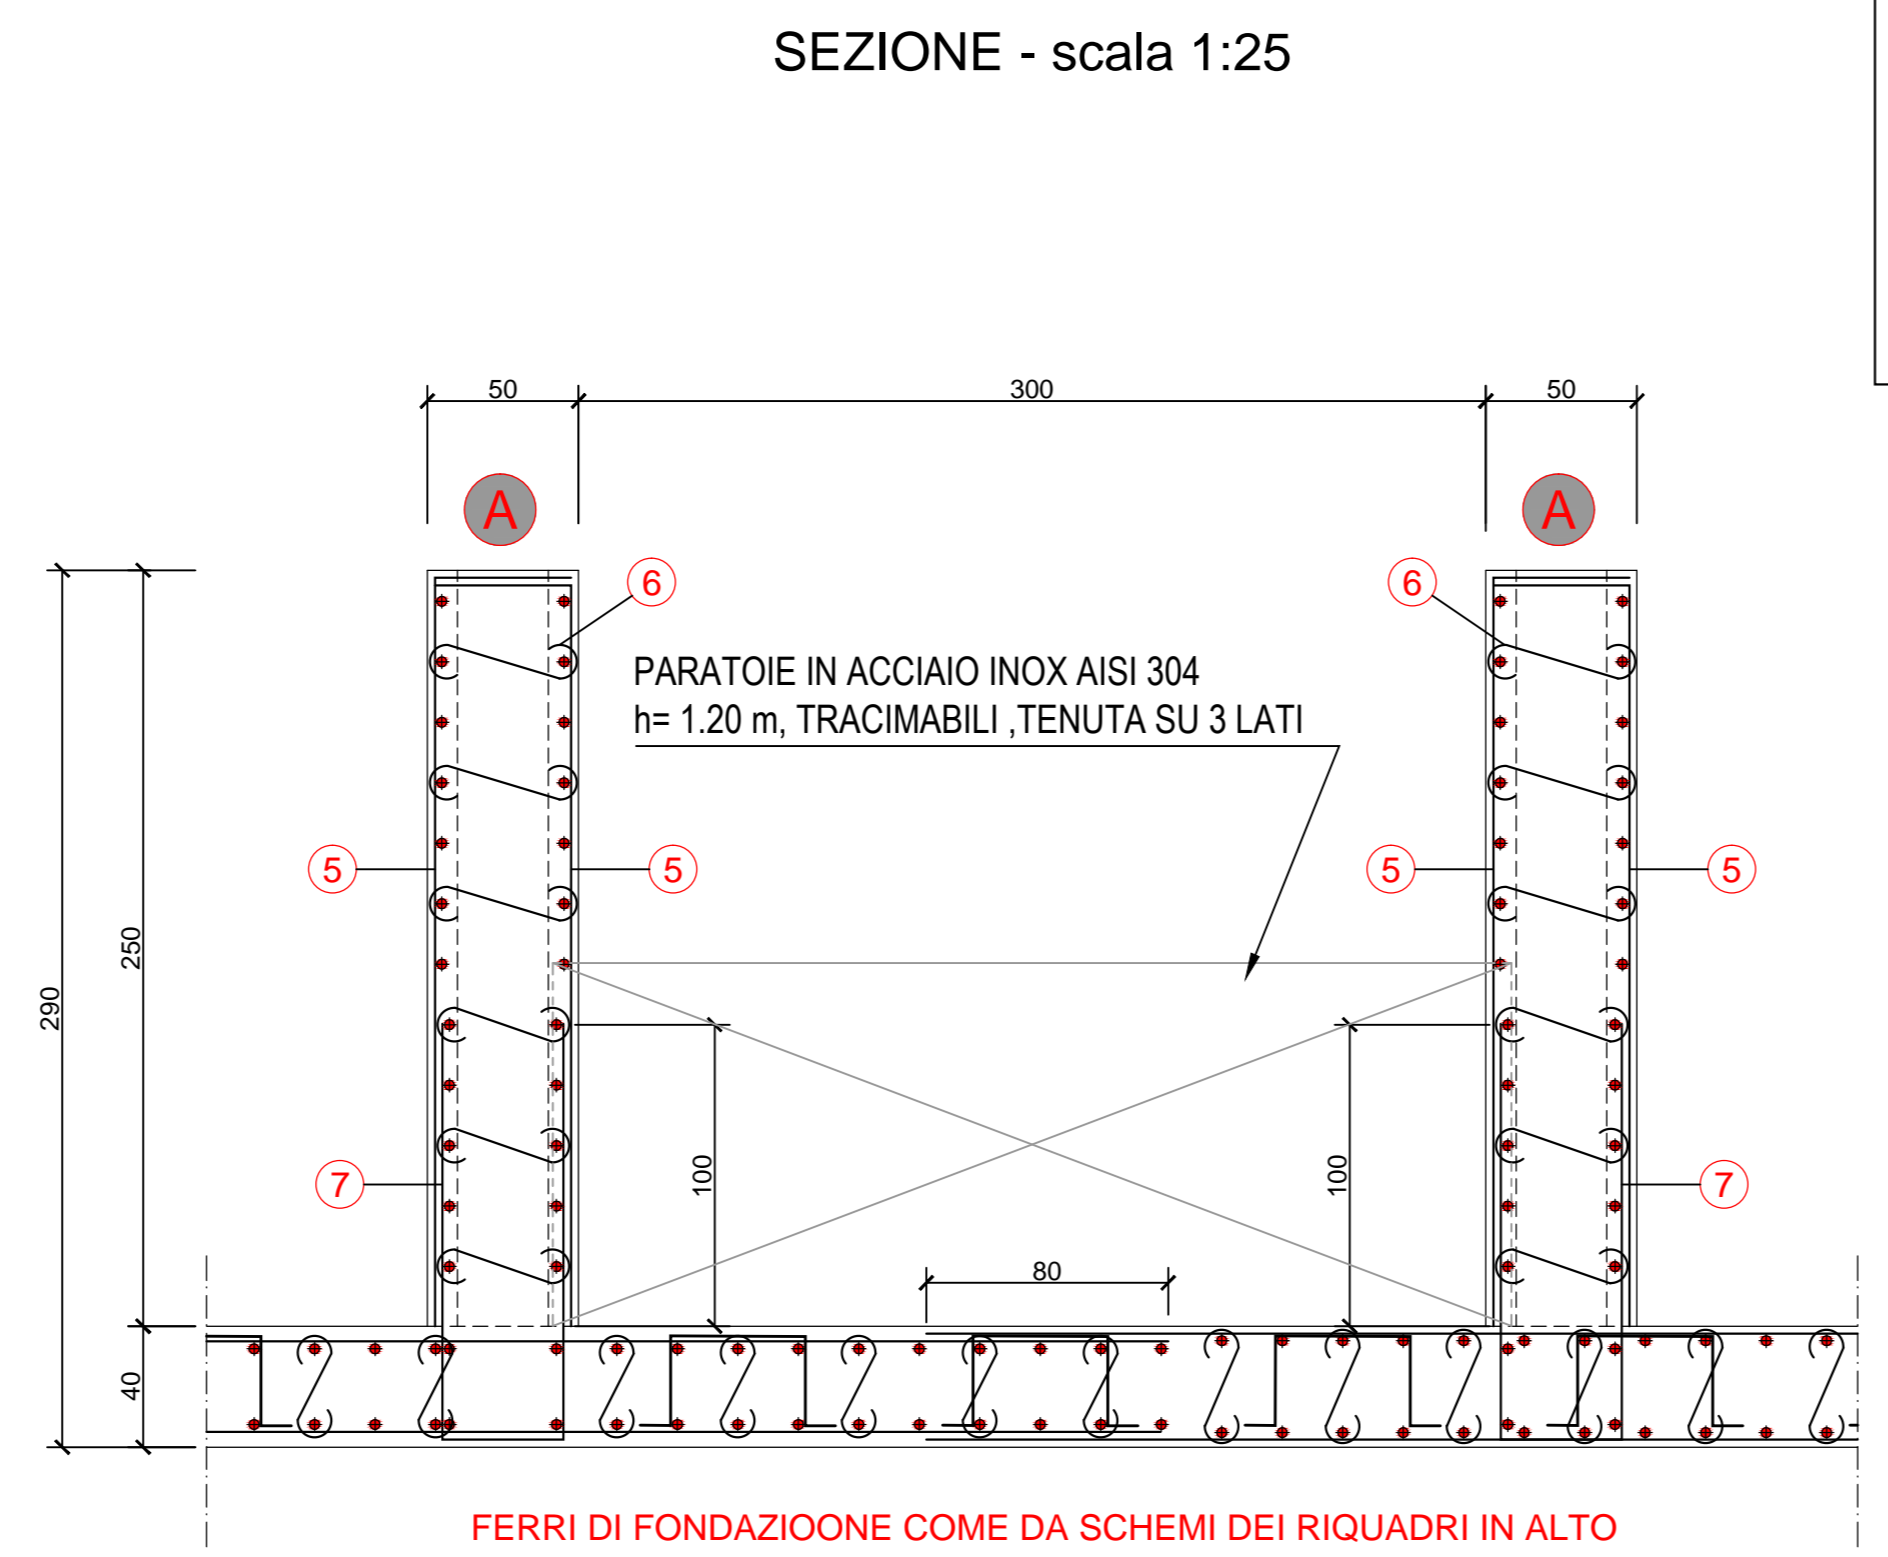 SEZIONE - scala 1:25
50
300
50
A
A
6
6
PARATOIE IN ACCIAIO INOX AISI 304
h= 1.20 m, TRACIMABILI ,TENUTA SU 3 LATI
5
5
5
5
250
290
100
100
7
7
80
40
FERRI DI FONDAZIOONE COME DA SCHEMI DEI RIQUADRI IN ALTO